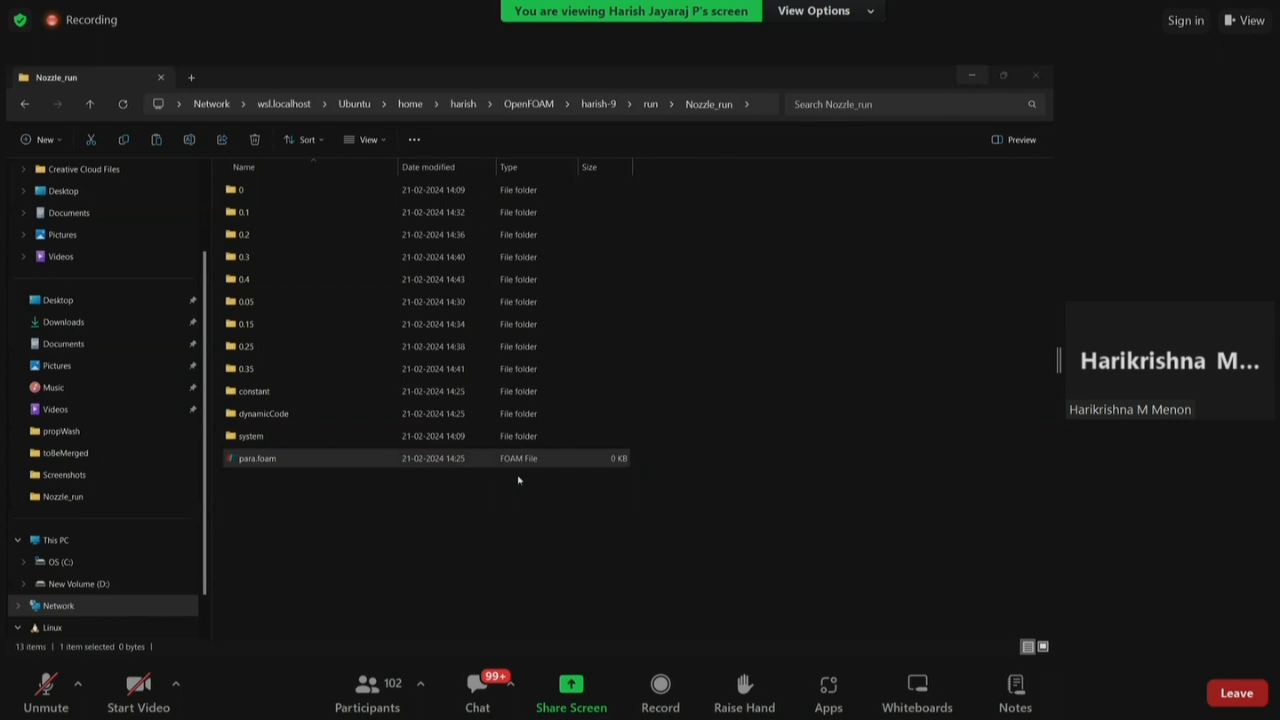 Recording
You are viewing Harish Jayaraj P's screen
View Options
Sign in
View
Nozzle_run
Network > wsl.localhost > Ubuntu > home > harish > OpenFOAM > harish-9 > run > Nozzle_run >
Search Nozzle_run
New
Sort
View
Preview
Creative Cloud Files
Desktop
Documents
Pictures
Videos
Desktop
Downloads
Documents
Pictures
Music
Videos
propWash
toBeMerged
Screenshots
Nozzle_run
This PC
OS (C:)
New Volume (D:)
Network
Linux
Name Date modified Type Size
0 21-02-2024 14:09 File folder
0.1 21-02-2024 14:32 File folder
0.2 21-02-2024 14:36 File folder
0.3 21-02-2024 14:40 File folder
0.4 21-02-2024 14:43 File folder
0.05 21-02-2024 14:30 File folder
0.15 21-02-2024 14:34 File folder
0.25 21-02-2024 14:38 File folder
0.35 21-02-2024 14:41 File folder
constant 21-02-2024 14:25 File folder
dynamicCode 21-02-2024 14:25 File folder
system 21-02-2024 14:09 File folder
para.foam 21-02-2024 14:25 FOAM File 0 KB
13 items | 1 item selected 0 bytes |
Harikrishna M...
Harikrishna M Menon
Unmute
Start Video
102
Participants
99+
Chat
Share Screen
Record
Raise Hand
Apps
Whiteboards
Notes
Leave